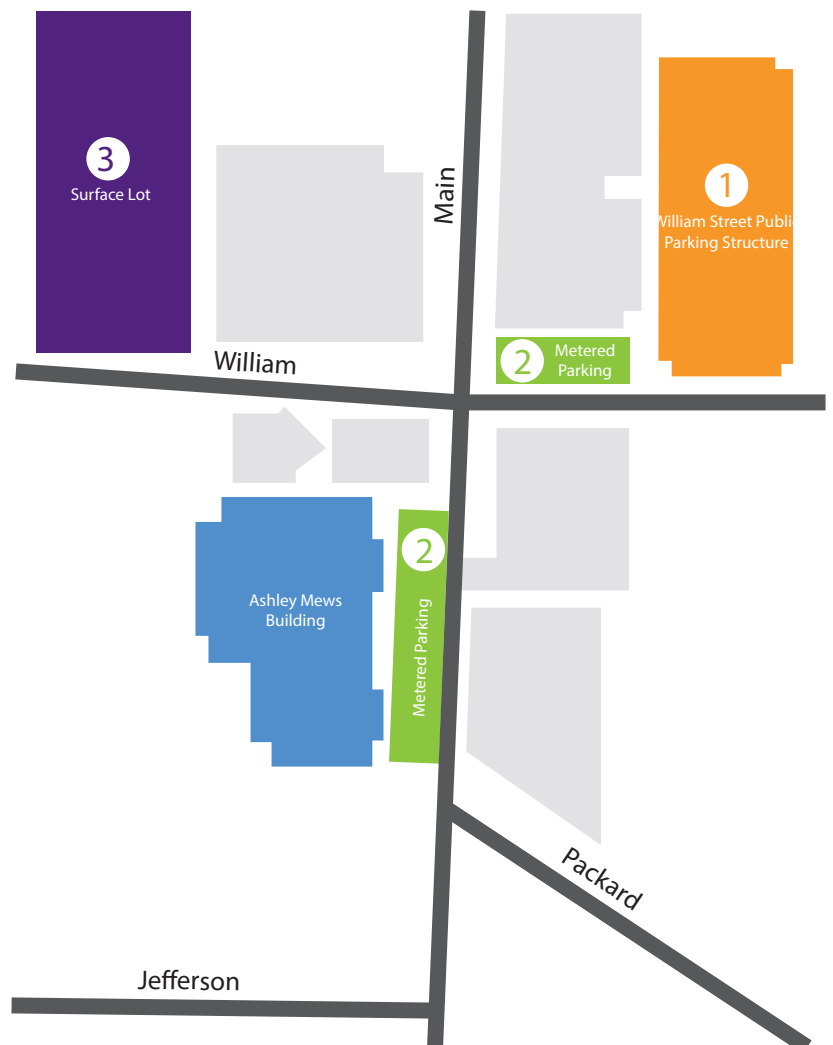 3
Surface Lot
Main
1
William Street Publi
Parking Structure
William
2
Metered
Parking
2
Ashley Mews
Building
Metered Parking
Packard
Jefferson